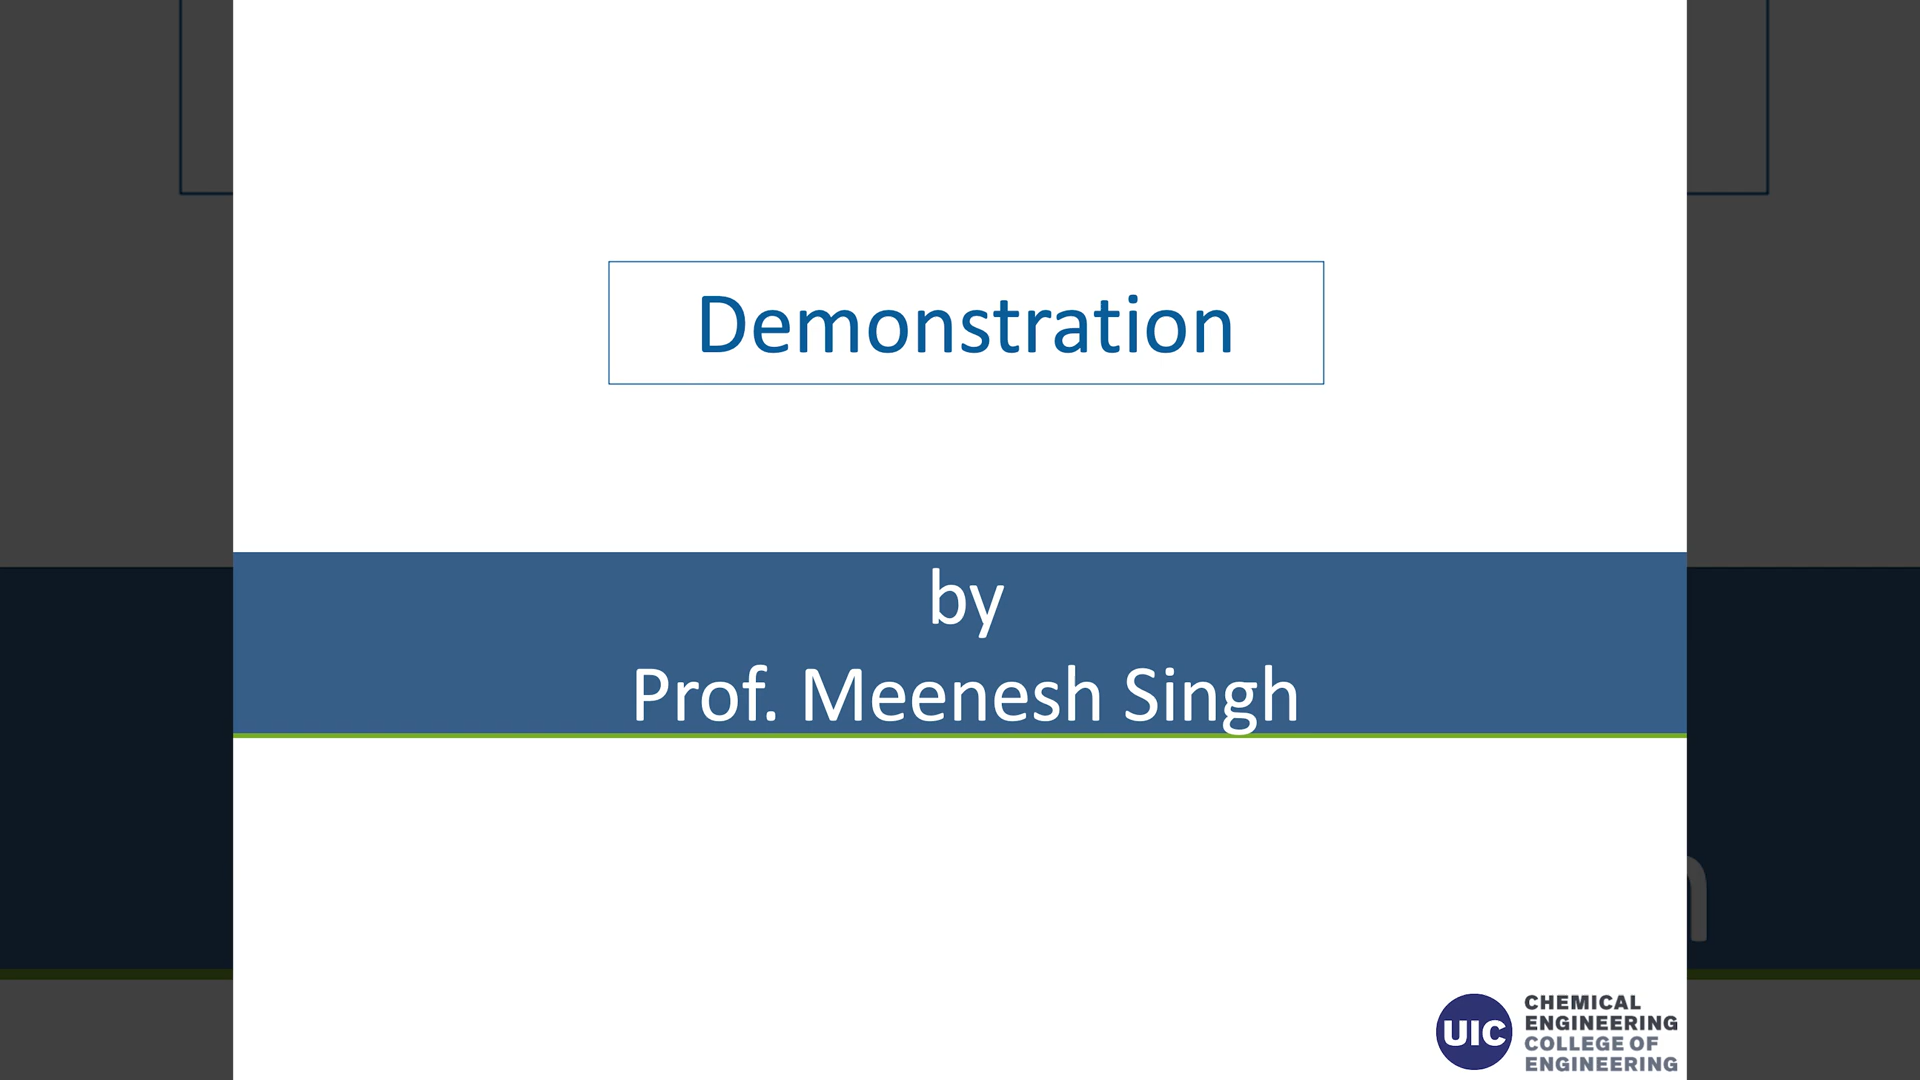 Demonstration
by
Prof. Meenesh Singh
UIC
CHEMICAL
ENGINEERING
COLLEGE OF
ENGINEERING